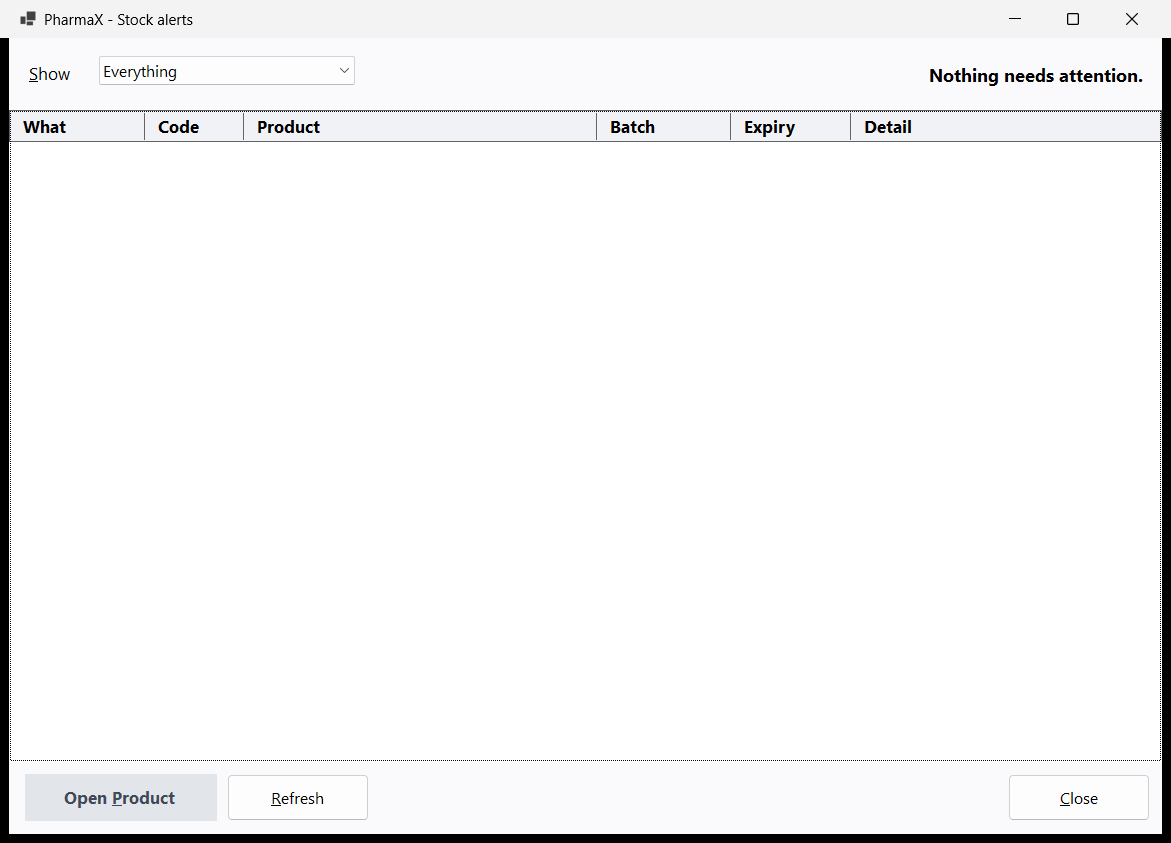 PharmaX - Stock alerts
Show Everything Nothing needs attention.
What Code Product Batch Expiry Detail
Open Product Refresh Close